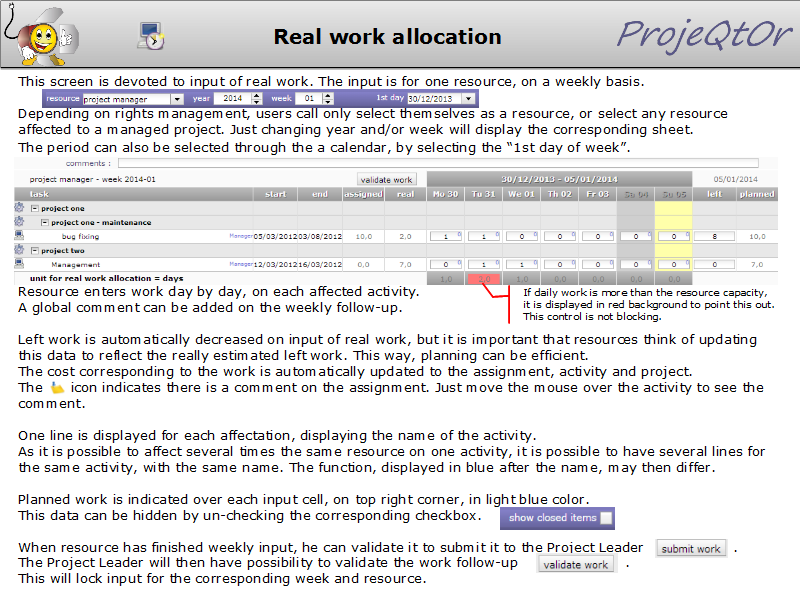 Real work allocation
ProjeQtOr
This screen is devoted to input of real work. The input is for one resource, on a weekly basis.
resource project manager year 2014 week 01 1st day 30/12/2013
Depending on rights management, users call only select themselves as a resource, or select any resource
affected to a managed project. Just changing year and/or week will display the corresponding sheet.
The period can also be selected through the a calendar, by selecting the “1st day of week”.
comments :
project manager - week 2014-01 validate work 30/12/2013 - 05/01/2014 05/01/2014
task start end assigned real Mo 30 Tu 31 We 01 Th 02 Fr 03 Sa 04 Su 05 left planned
project one
project one - maintenance
bug fixing Manager 05/03/2012 03/08/2012 10,0 2,0 1 1 0 0 0 0 0 8 10,0
project two
Management Manager 12/03/2012 16/03/2012 0,0 7,0 0 1 1 0 0 0 0 0 7,0
unit for real work allocation = days 1.0 1.0 0.0 0.0 0.0 0.0
Resource enters work day by day, on each affected activity.
A global comment can be added on the weekly follow-up.
If daily work is more than the resource capacity,
it is displayed in red background to point this out.
This control is not blocking.
Left work is automatically decreased on input of real work, but it is important that resources think of updating
this data to reflect the really estimated left work. This way, planning can be efficient.
The cost corresponding to the work is automatically updated to the assignment, activity and project.
The icon indicates there is a comment on the assignment. Just move the mouse over the activity to see the
comment.
One line is displayed for each affectation, displaying the name of the activity.
As it is possible to affect several times the same resource on one activity, it is possible to have several lines for
the same activity, with the same name. The function, displayed in blue after the name, may then differ.
Planned work is indicated over each input cell, on top right corner, in light blue color.
This data can be hidden by un-checking the corresponding checkbox. show closed items
When resource has finished weekly input, he can validate it to submit it to the Project Leader submit work .
The Project Leader will then have possibility to validate the work follow-up validate work .
This will lock input for the corresponding week and resource.